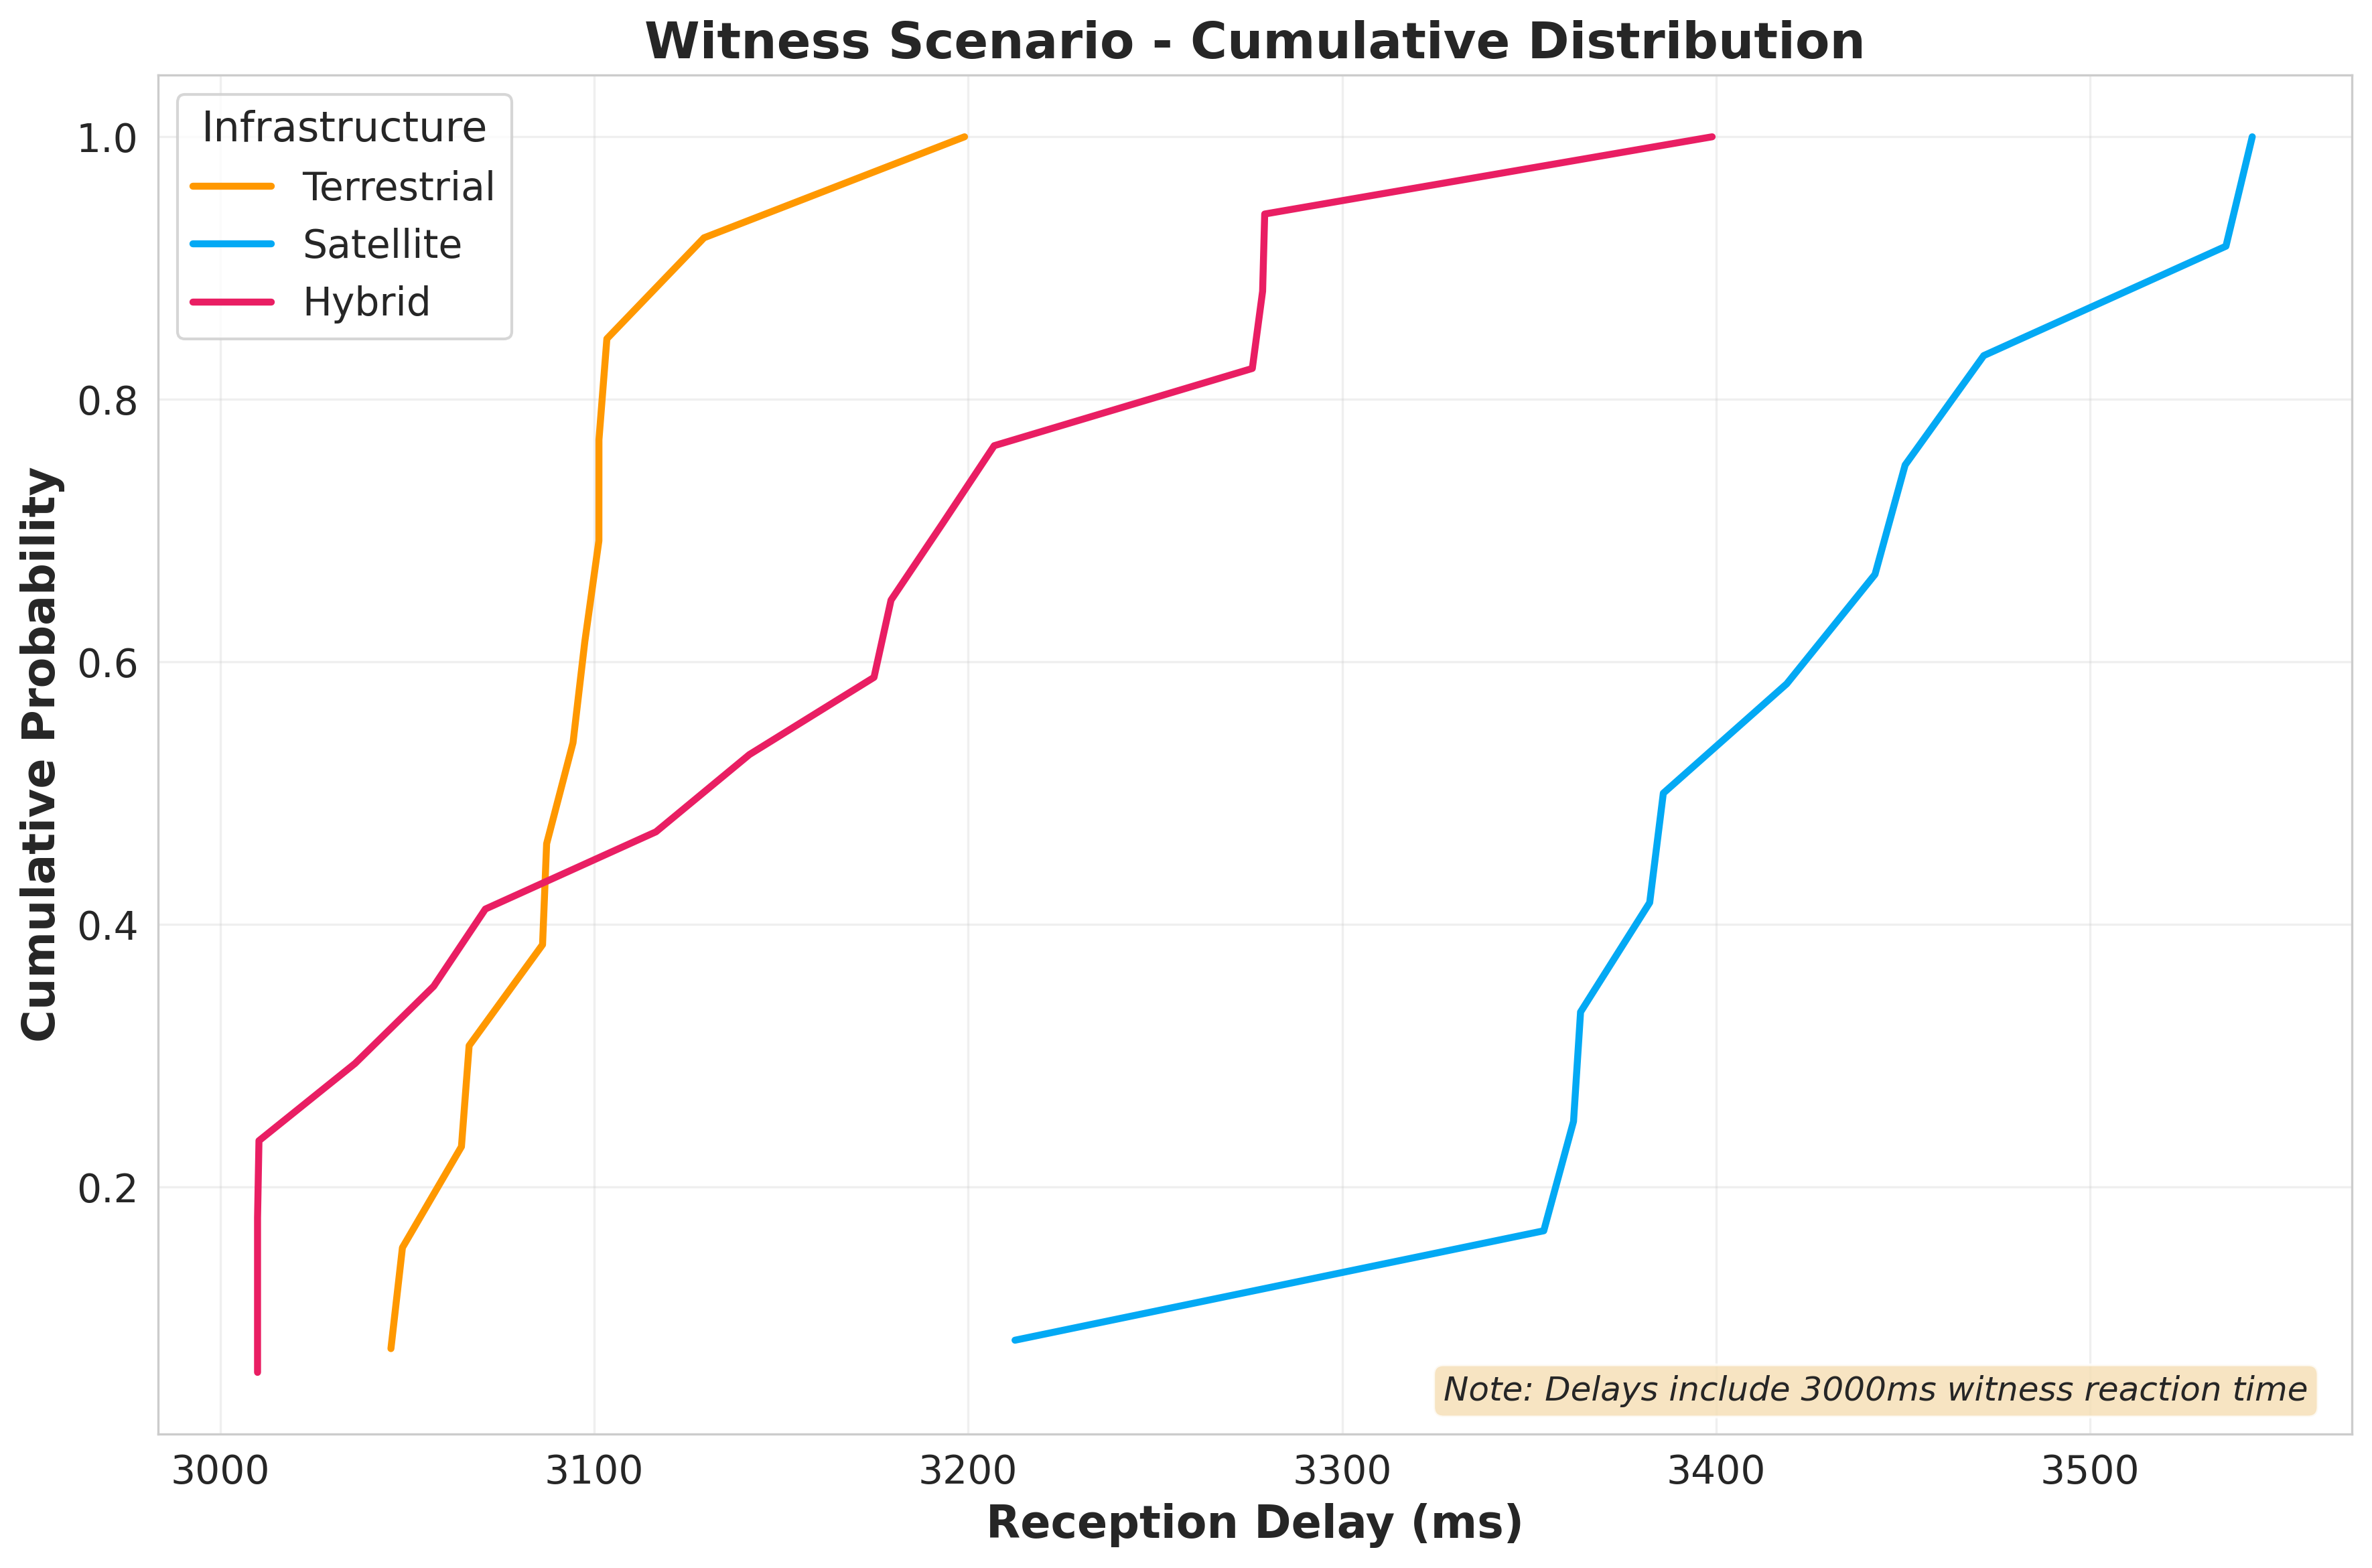 Witness Scenario - Cumulative Distribution
Infrastructure
Terrestrial
Satellite
Hybrid
1.0
0.8
0.6
0.4
0.2
Cumulative Probability
Note: Delays include 3000ms witness reaction time
3000 3100 3200 3300 3400 3500
Reception Delay (ms)